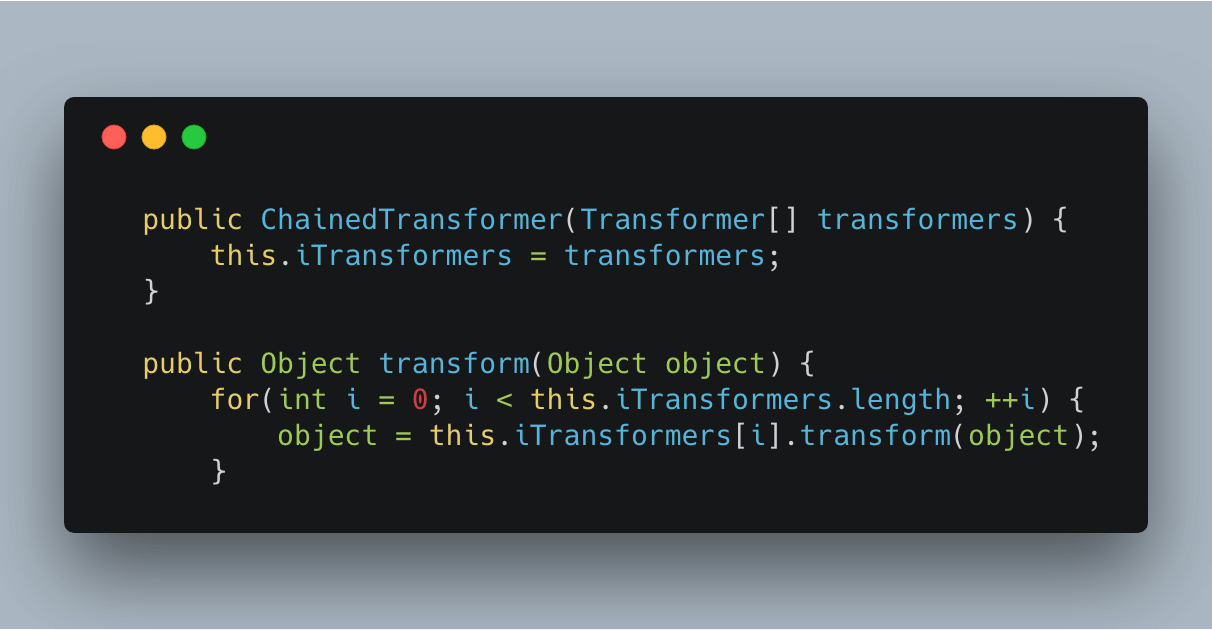 public ChainedTransformer(Transformer[] transformers) {
    this.iTransformers = transformers;
}

public Object transform(Object object) {
    for(int i = 0; i < this.iTransformers.length; ++i) {
        object = this.iTransformers[i].transform(object);
    }